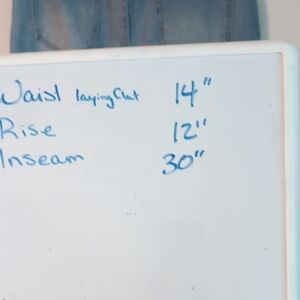 Waist laying flat 14"
Rise 12"
Inseam 30"